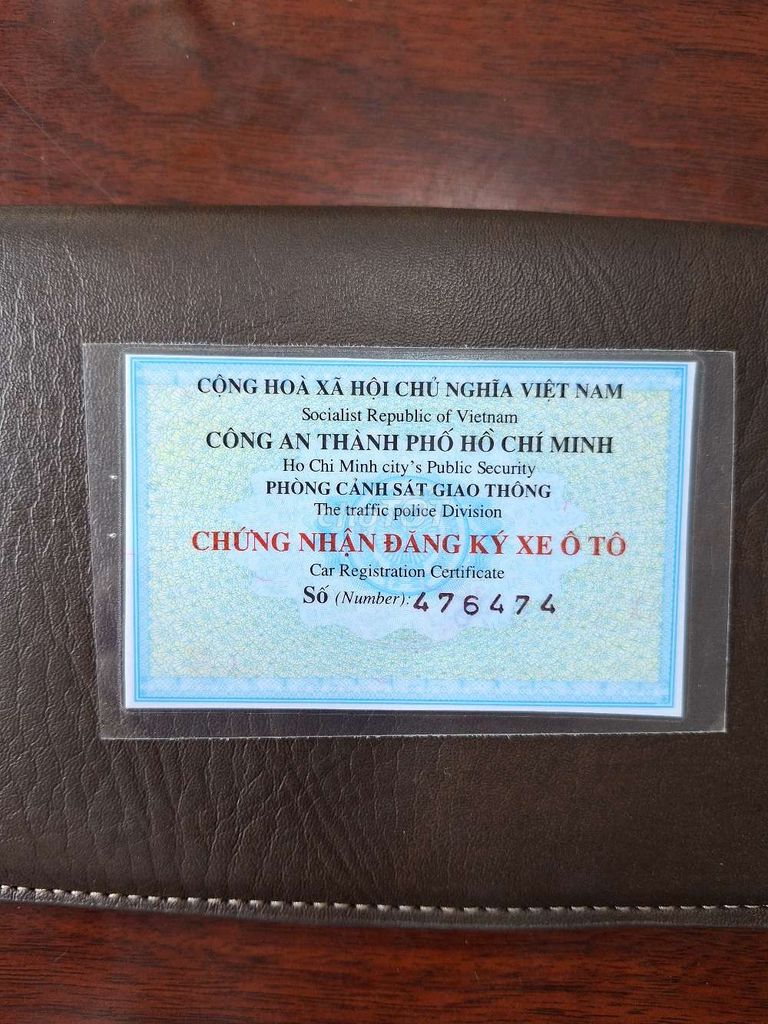 CỘNG HOÀ XÃ HỘI CHỦ NGHĨA VIỆT NAM
Socialist Republic of Vietnam
CÔNG AN THÀNH PHỐ HỒ CHÍ MINH
Ho Chi Minh city's Public Security
PHÒNG CẢNH SÁT GIAO THÔNG
The traffic police Division
CHỨNG NHẬN ĐĂNG KÝ XE Ô TÔ
Car Registration Certificate
Số (Number): 476474